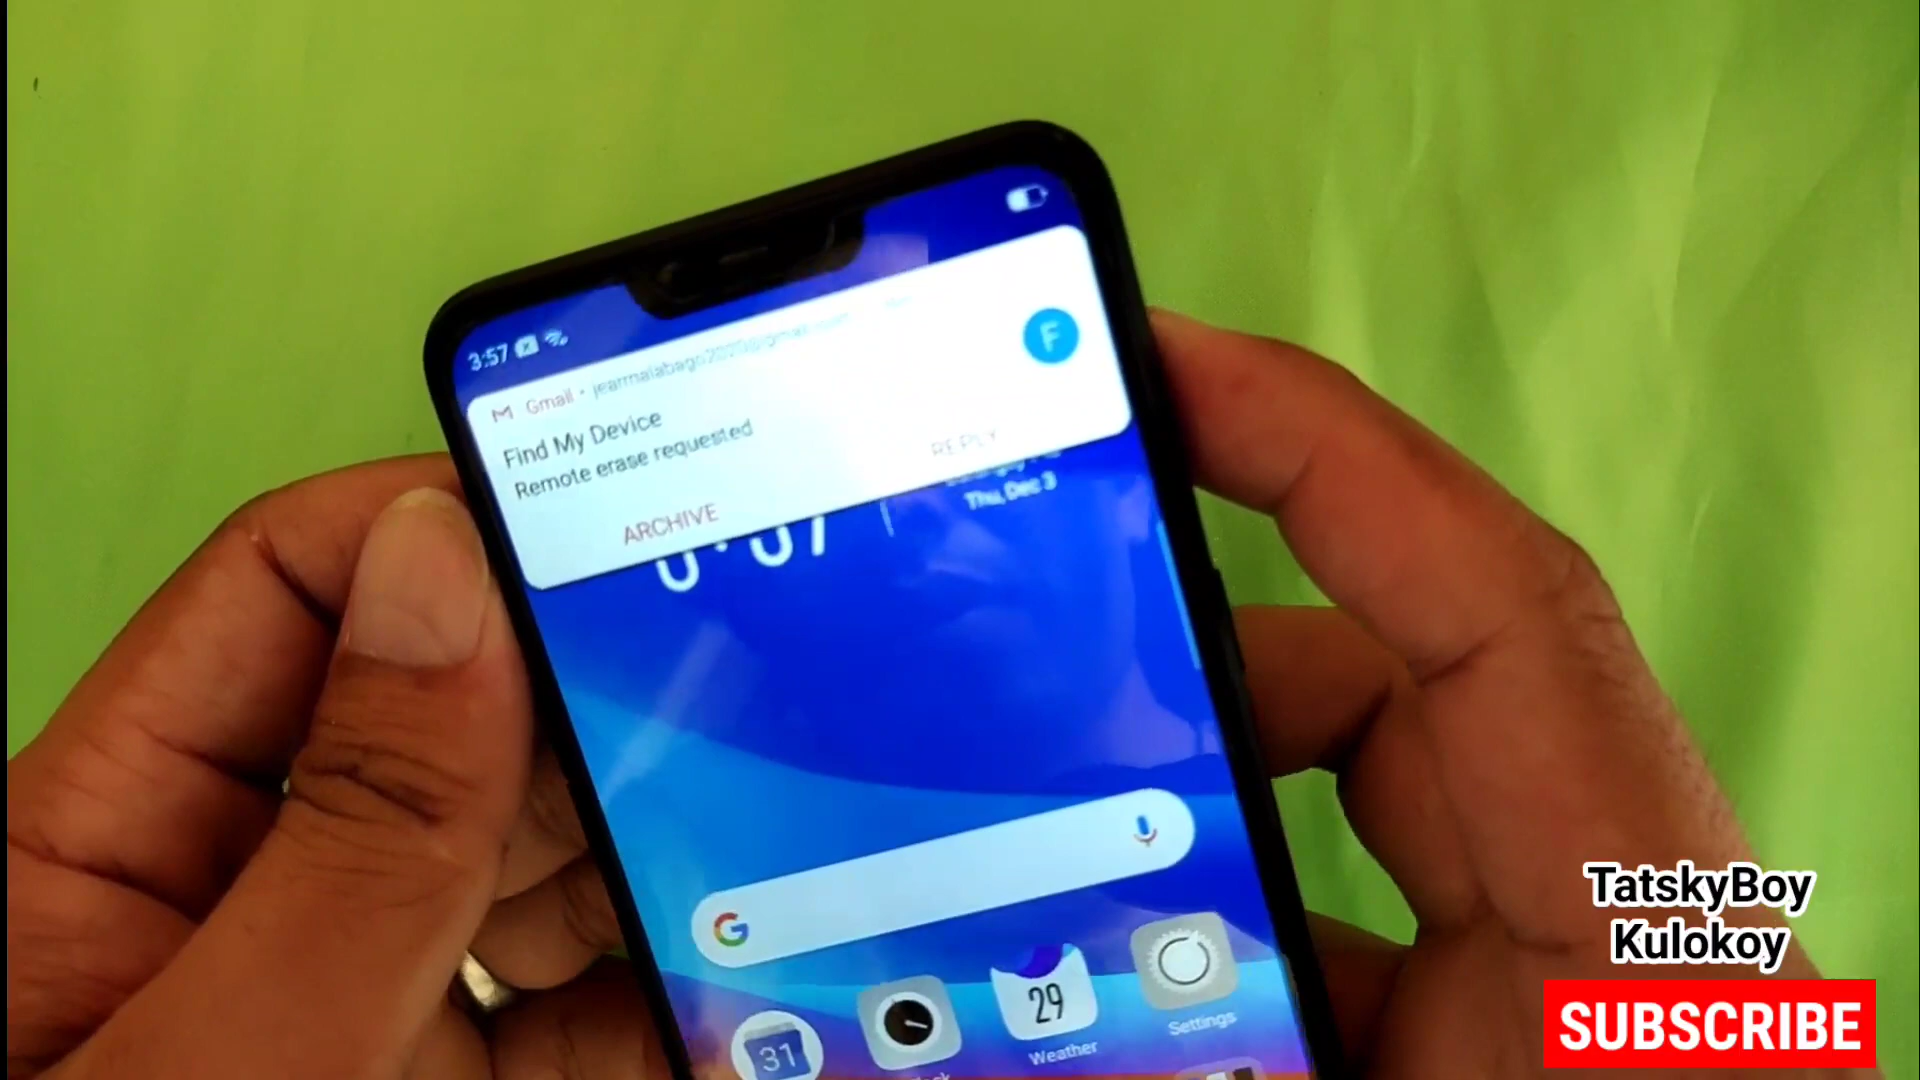 3:57
Gmail •
Find My Device
Remote erase requested
ARCHIVE
REPLY
Thu, Dec 3
G
31
29
Weather
Settings
F
TatskyBoy
Kulokoy
SUBSCRIBE